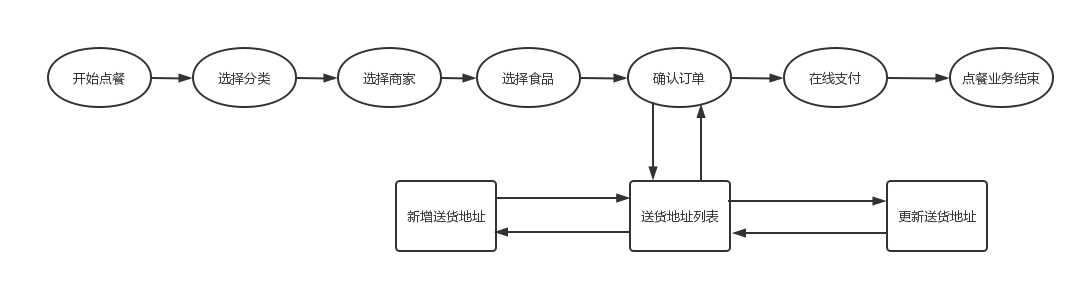 开始点餐
选择分类
选择商家
选择食品
确认订单
在线支付
点餐业务结束
新增送货地址
送货地址列表
更新送货地址